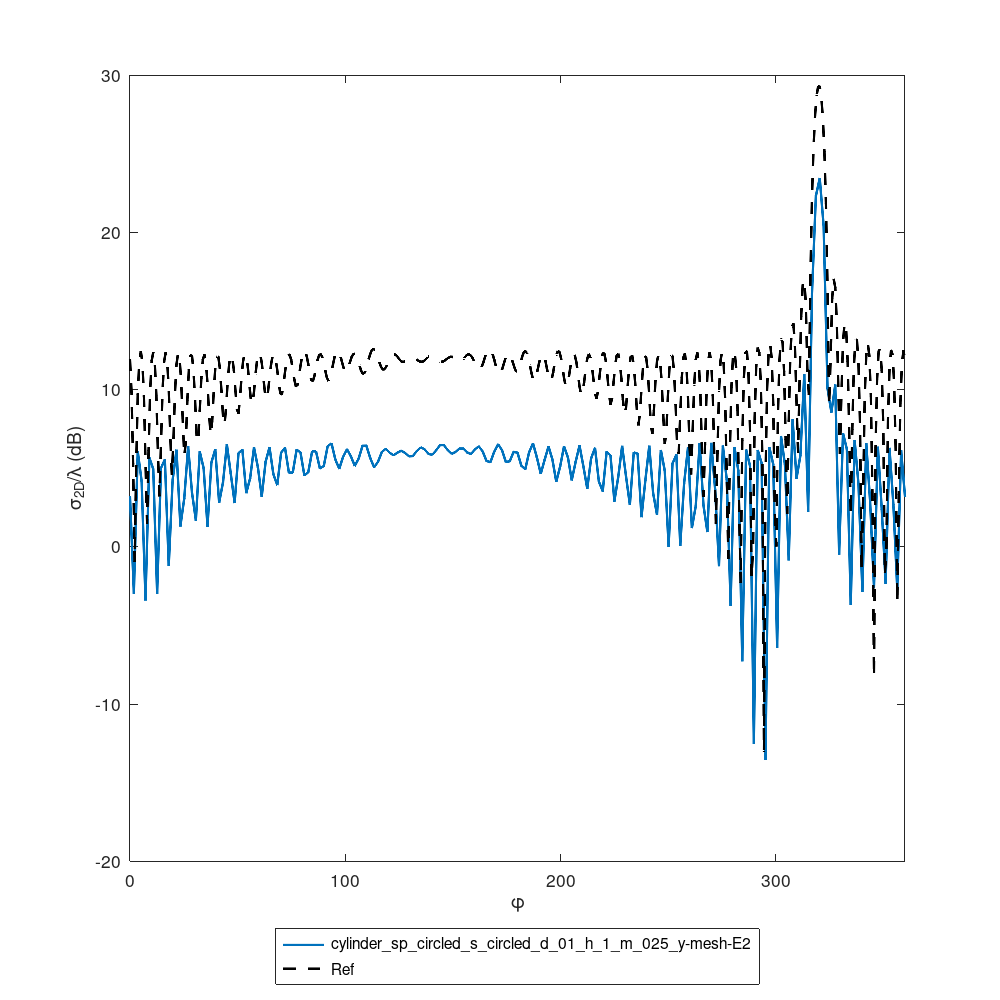 30
20
10
0
-10
-20
0
100
200
300
σ2D/λ (dB)
φ
cylinder_sp_circled_s_circled_d_01_h_1_m_025_y-mesh-E2
Ref